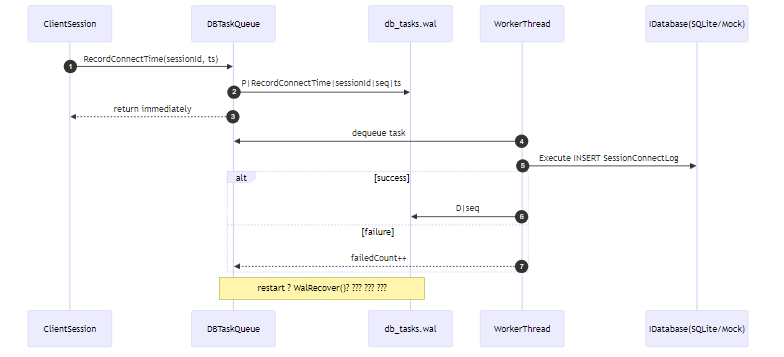 ClientSession
DBTaskQueue
db_tasks.wal
WorkerThread
IDatabase(SQLite/Mock)
1
RecordConnectTime(sessionId, ts)
2
P|RecordConnectTime|sessionId|seq|ts
return immediately
3
dequeue task
4
5
Execute INSERT SessionConnectLog
alt
[success]
D|seq
6
[failure]
failedCount++
7
restart ? WalRecover()? ??? ??? ???
ClientSession
DBTaskQueue
db_tasks.wal
WorkerThread
IDatabase(SQLite/Mock)